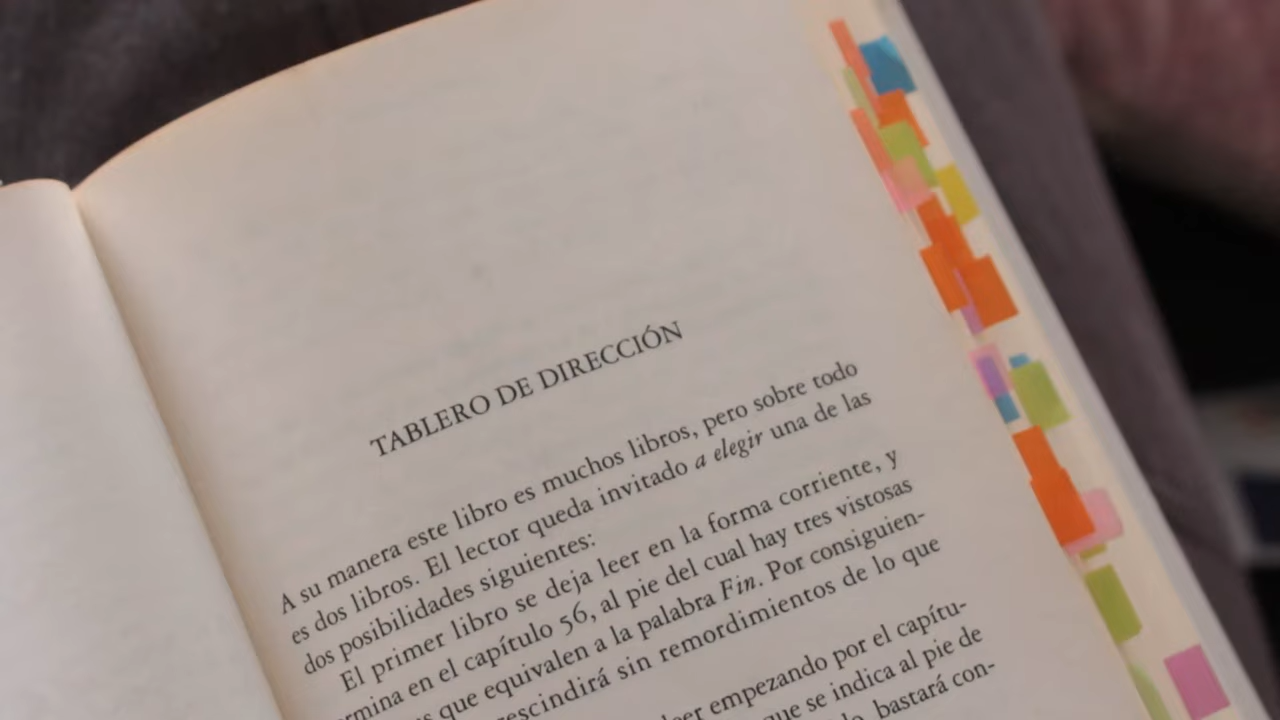 TABLERO DE DIRECCIÓN
A su manera este libro es muchos libros, pero sobre todo
es dos libros. El lector queda invitado a elegir una de las
dos posibilidades siguientes:
El primer libro se deja leer en la forma corriente, y
rmina en el capítulo 56, al pie del cual hay tres vistosas
que equivalen a la palabra Fin. Por consiguien-
rescindirá sin remordimientos de lo que
leer empezando por el capítu-
que se indica al pie de
bastará con-